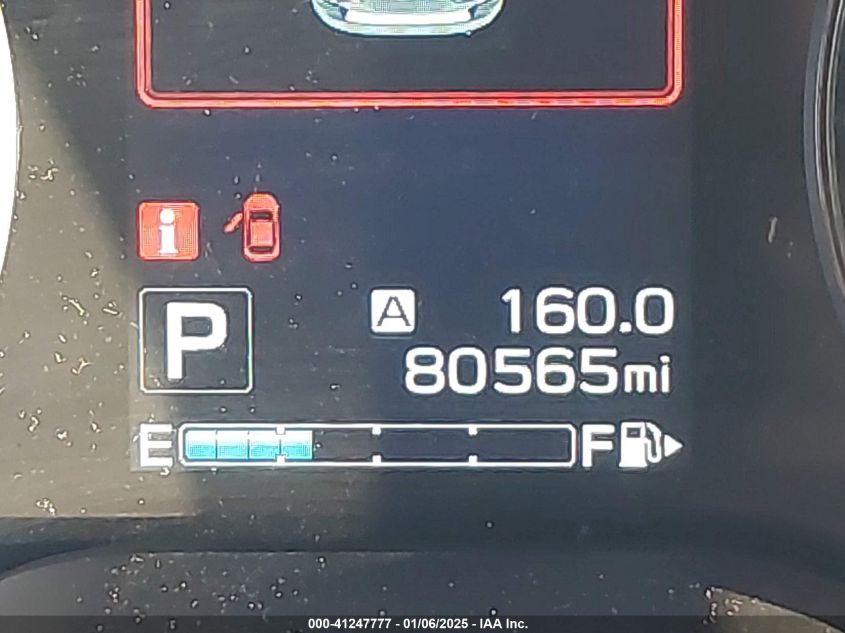 i
P
A 160.0
80565mi
E F
000-41247777 - 01/06/2025 - IAA Inc.